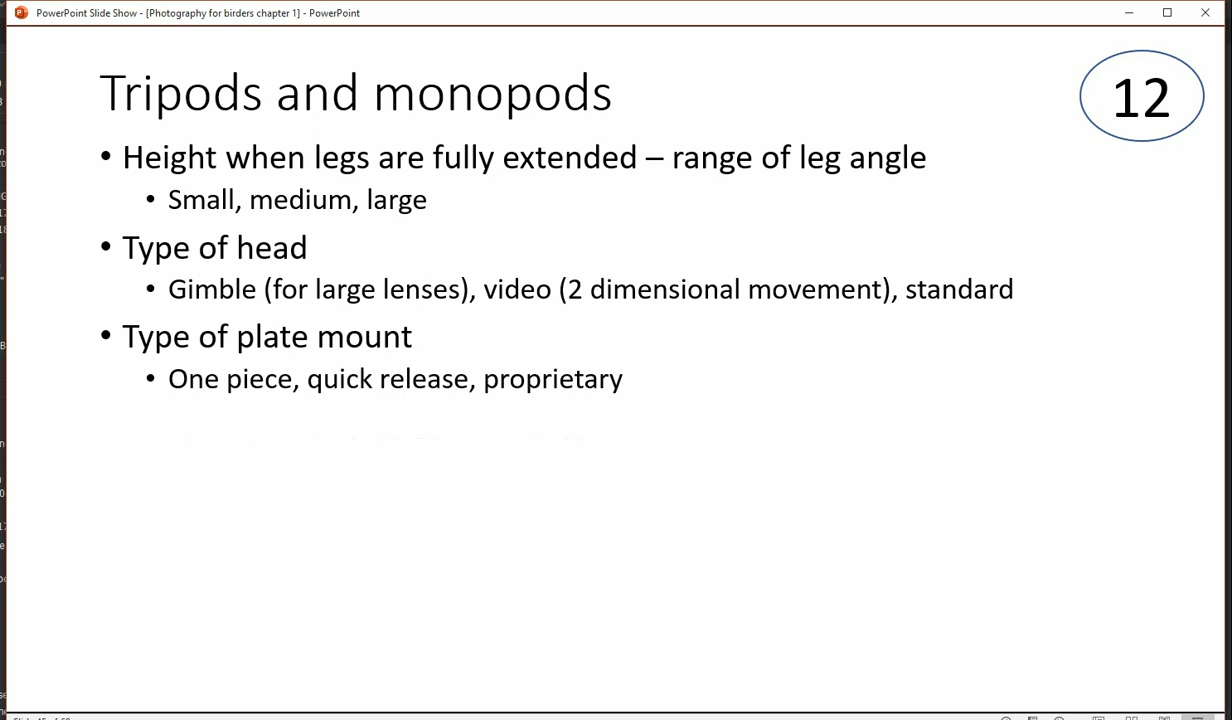 PowerPoint Slide Show - [Photography for birders chapter 1] - PowerPoint
12
Tripods and monopods
• Height when legs are fully extended – range of leg angle
• Small, medium, large
• Type of head
• Gimble (for large lenses), video (2 dimensional movement), standard
• Type of plate mount
• One piece, quick release, proprietary